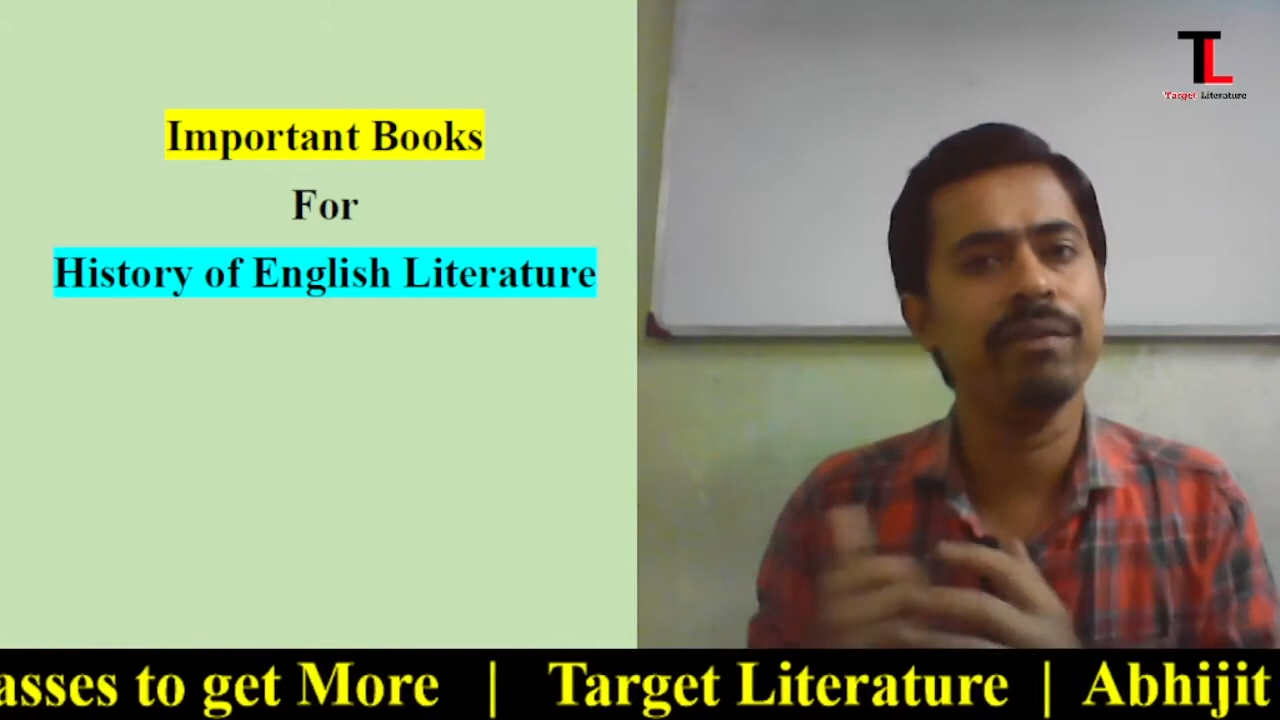 Important Books
For
History of English Literature
TL
Target Literature
asses to get More | Target Literature | Abhijit